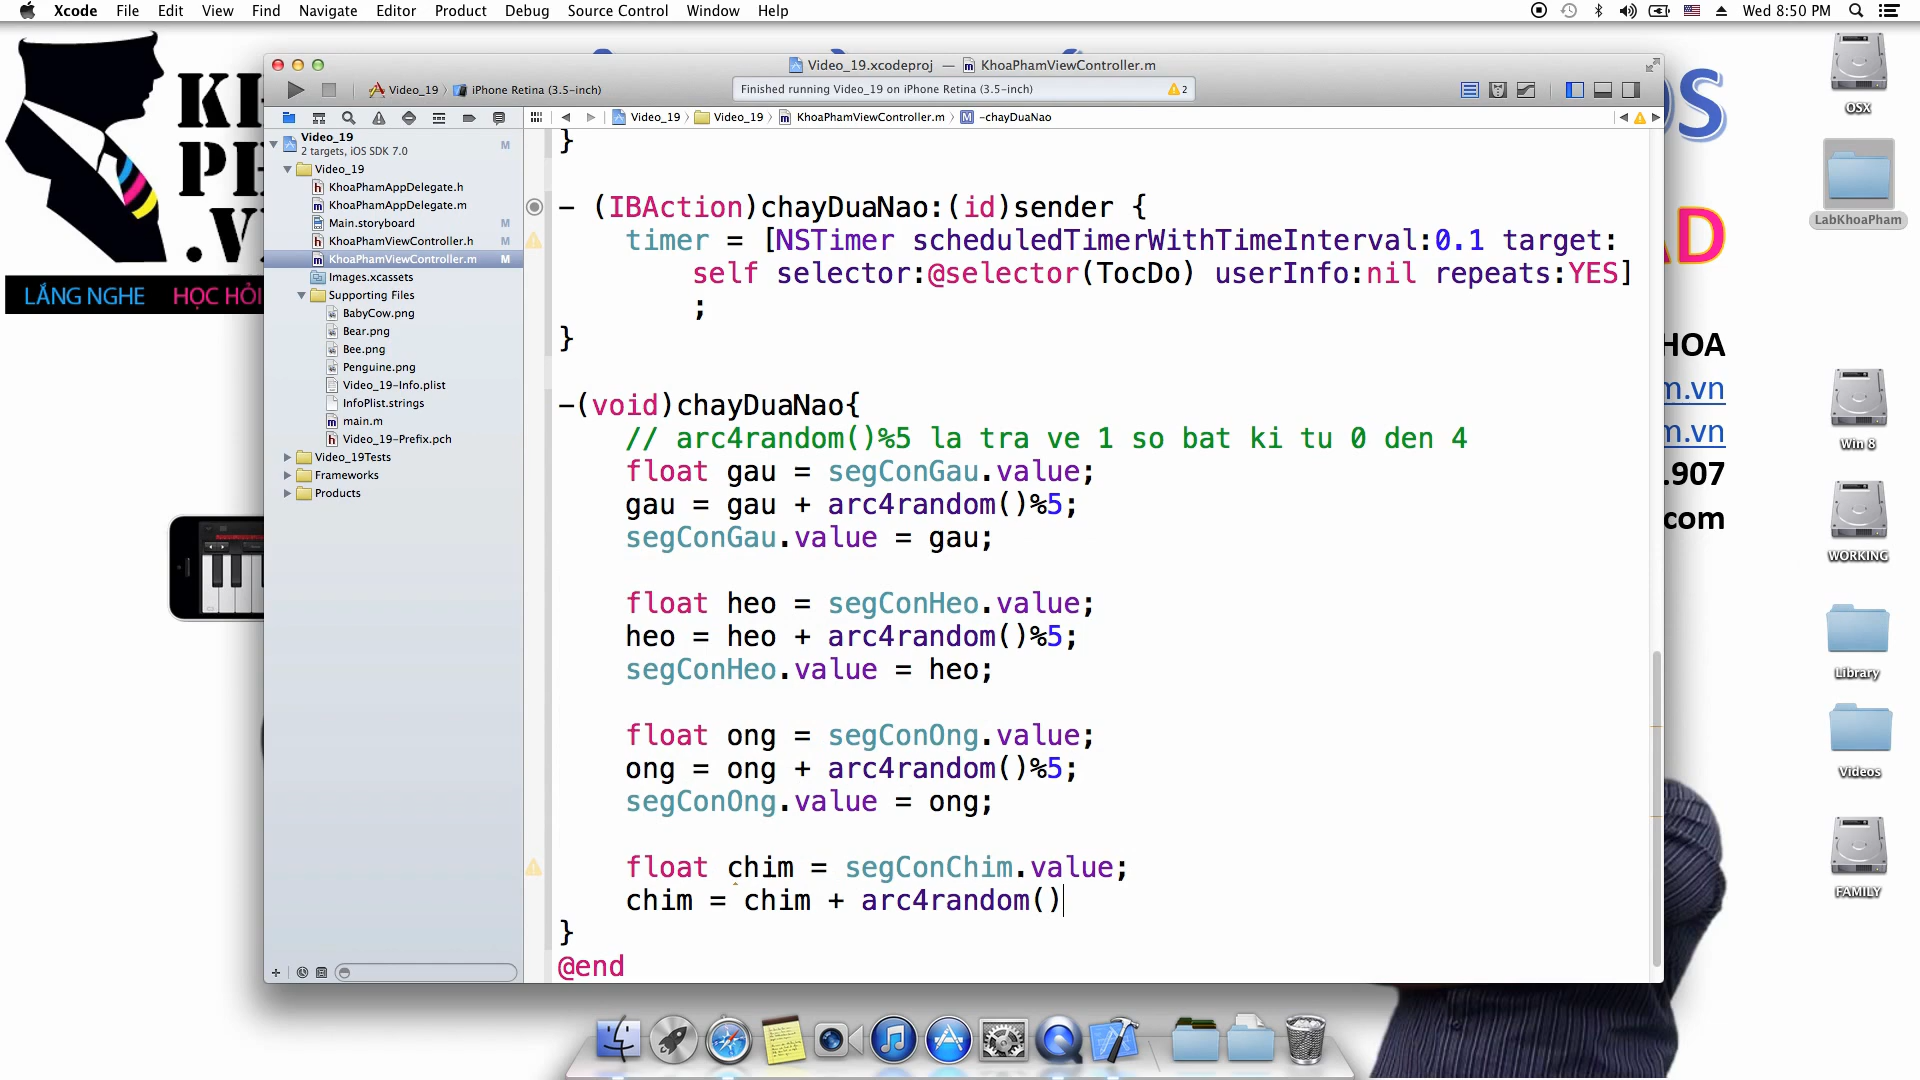 Xcode File Edit View Find Navigate Editor Product Debug Source Control Window Help
Wed 8:50 PM
Video_19.xcodeproj — KhoaPhamViewController.m
Video_19 iPhone Retina (3.5-inch)
Finished running Video_19 on iPhone Retina (3.5-inch) 2
Video_19 Video_19 KhoaPhamViewController.m -chayDuaNao
Video_19 M
2 targets, iOS SDK 7.0
Video_19
KhoaPhamAppDelegate.h
KhoaPhamAppDelegate.m
Main.storyboard M
KhoaPhamViewController.h M
KhoaPhamViewController.m M
Images.xcassets
Supporting Files
BabyCow.png
Bear.png
Bee.png
Penguine.png
Video_19-Info.plist
InfoPlist.strings
main.m
Video_19-Prefix.pch
Video_19Tests
Frameworks
Products
}
- (IBAction)chayDuaNao:(id)sender {
timer = [NSTimer scheduledTimerWithTimeInterval:0.1 target:
self selector:@selector(TocDo) userInfo:nil repeats:YES]
;
}
-(void)chayDuaNao{
// arc4random()%5 la tra ve 1 so bat ki tu 0 den 4
float gau = segConGau.value;
gau = gau + arc4random()%5;
segConGau.value = gau;
float heo = segConHeo.value;
heo = heo + arc4random()%5;
segConHeo.value = heo;
float ong = segConOng.value;
ong = ong + arc4random()%5;
segConOng.value = ong;
float chim = segConChim.value;
chim = chim + arc4random()
}
@end
LẮNG NGHE HỌC HỎI
HOA
m.vn
m.vn
.907
com
OSX
LabKhoaPham
Win 8
WORKING
Library
Videos
FAMILY